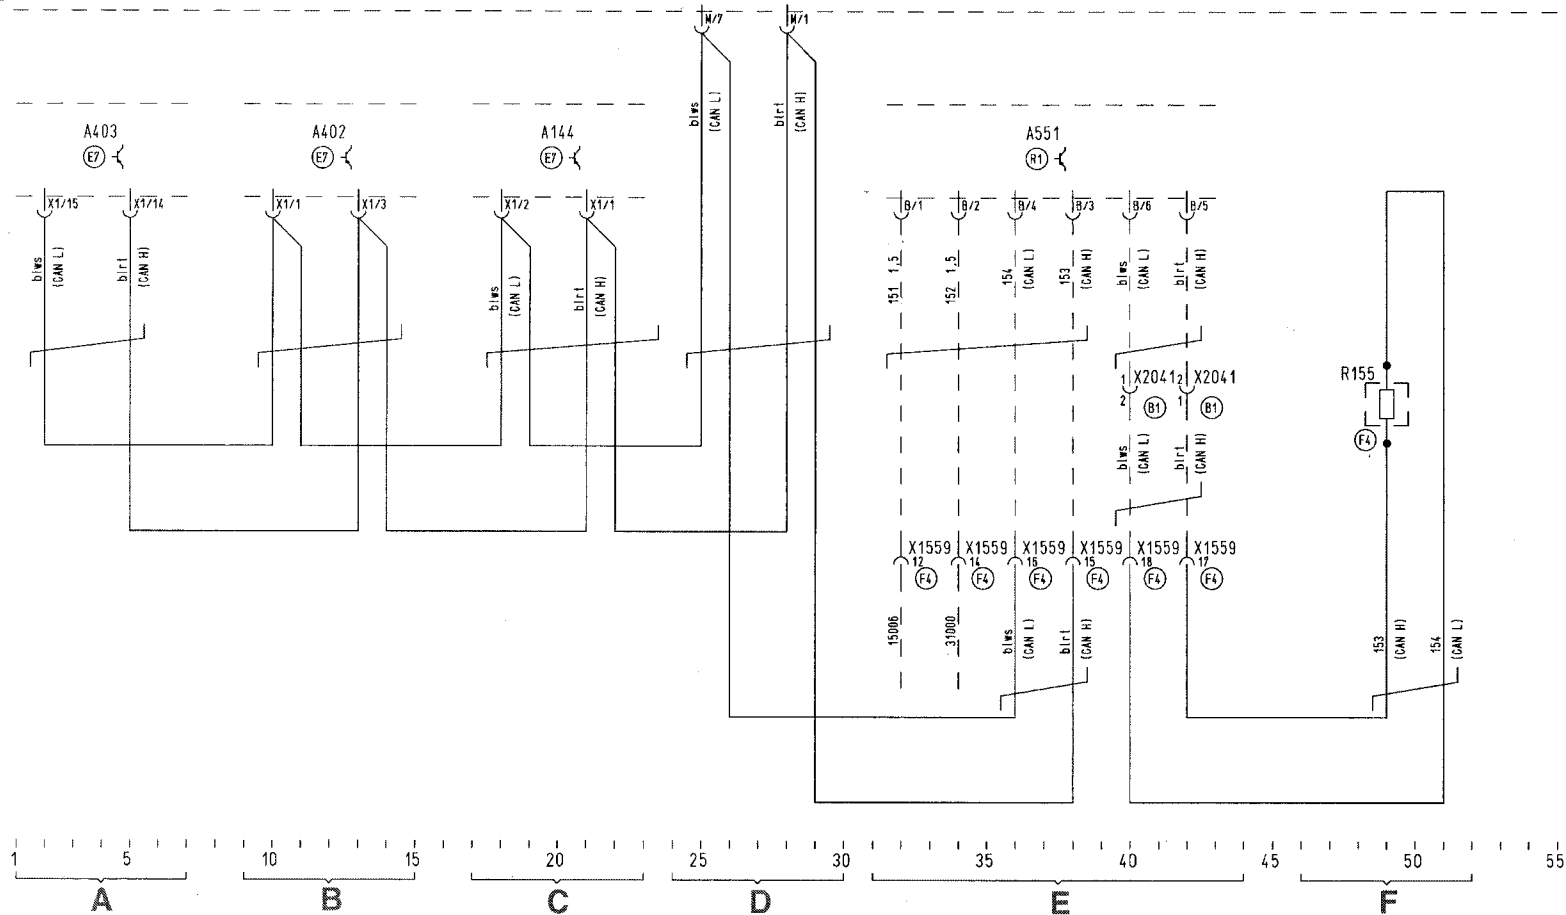 M/7 M/1
A403 A402 A144 A551
E7 E7 E7 R1
X1/15 X1/14 X1/1 X1/3 X1/2 X1/1 B/1 B/2 B/4 B/3 B/6 B/5
blws
(CAN L)
blrt
(CAN H)
blws
(CAN L)
blrt
(CAN H)
blws
(CAN L)
blrt
(CAN H)
151 1,5
152 1,5
154
(CAN L)
153
(CAN H)
blws
(CAN L)
blrt
(CAN H)
1 X2041 2 X2041
2 B1 1 B1
R155
F4
blws
(CAN L)
blrt
(CAN H)
X1559 X1559 X1559 X1559 X1559 X1559
12 14 16 15 18 17
F4 F4 F4 F4 F4 F4
15006
31000
blws
(CAN L)
blrt
(CAN H)
153
(CAN H)
154
(CAN L)
1 5 10 15 20 25 30 35 40 45 50 55
A B C D E F